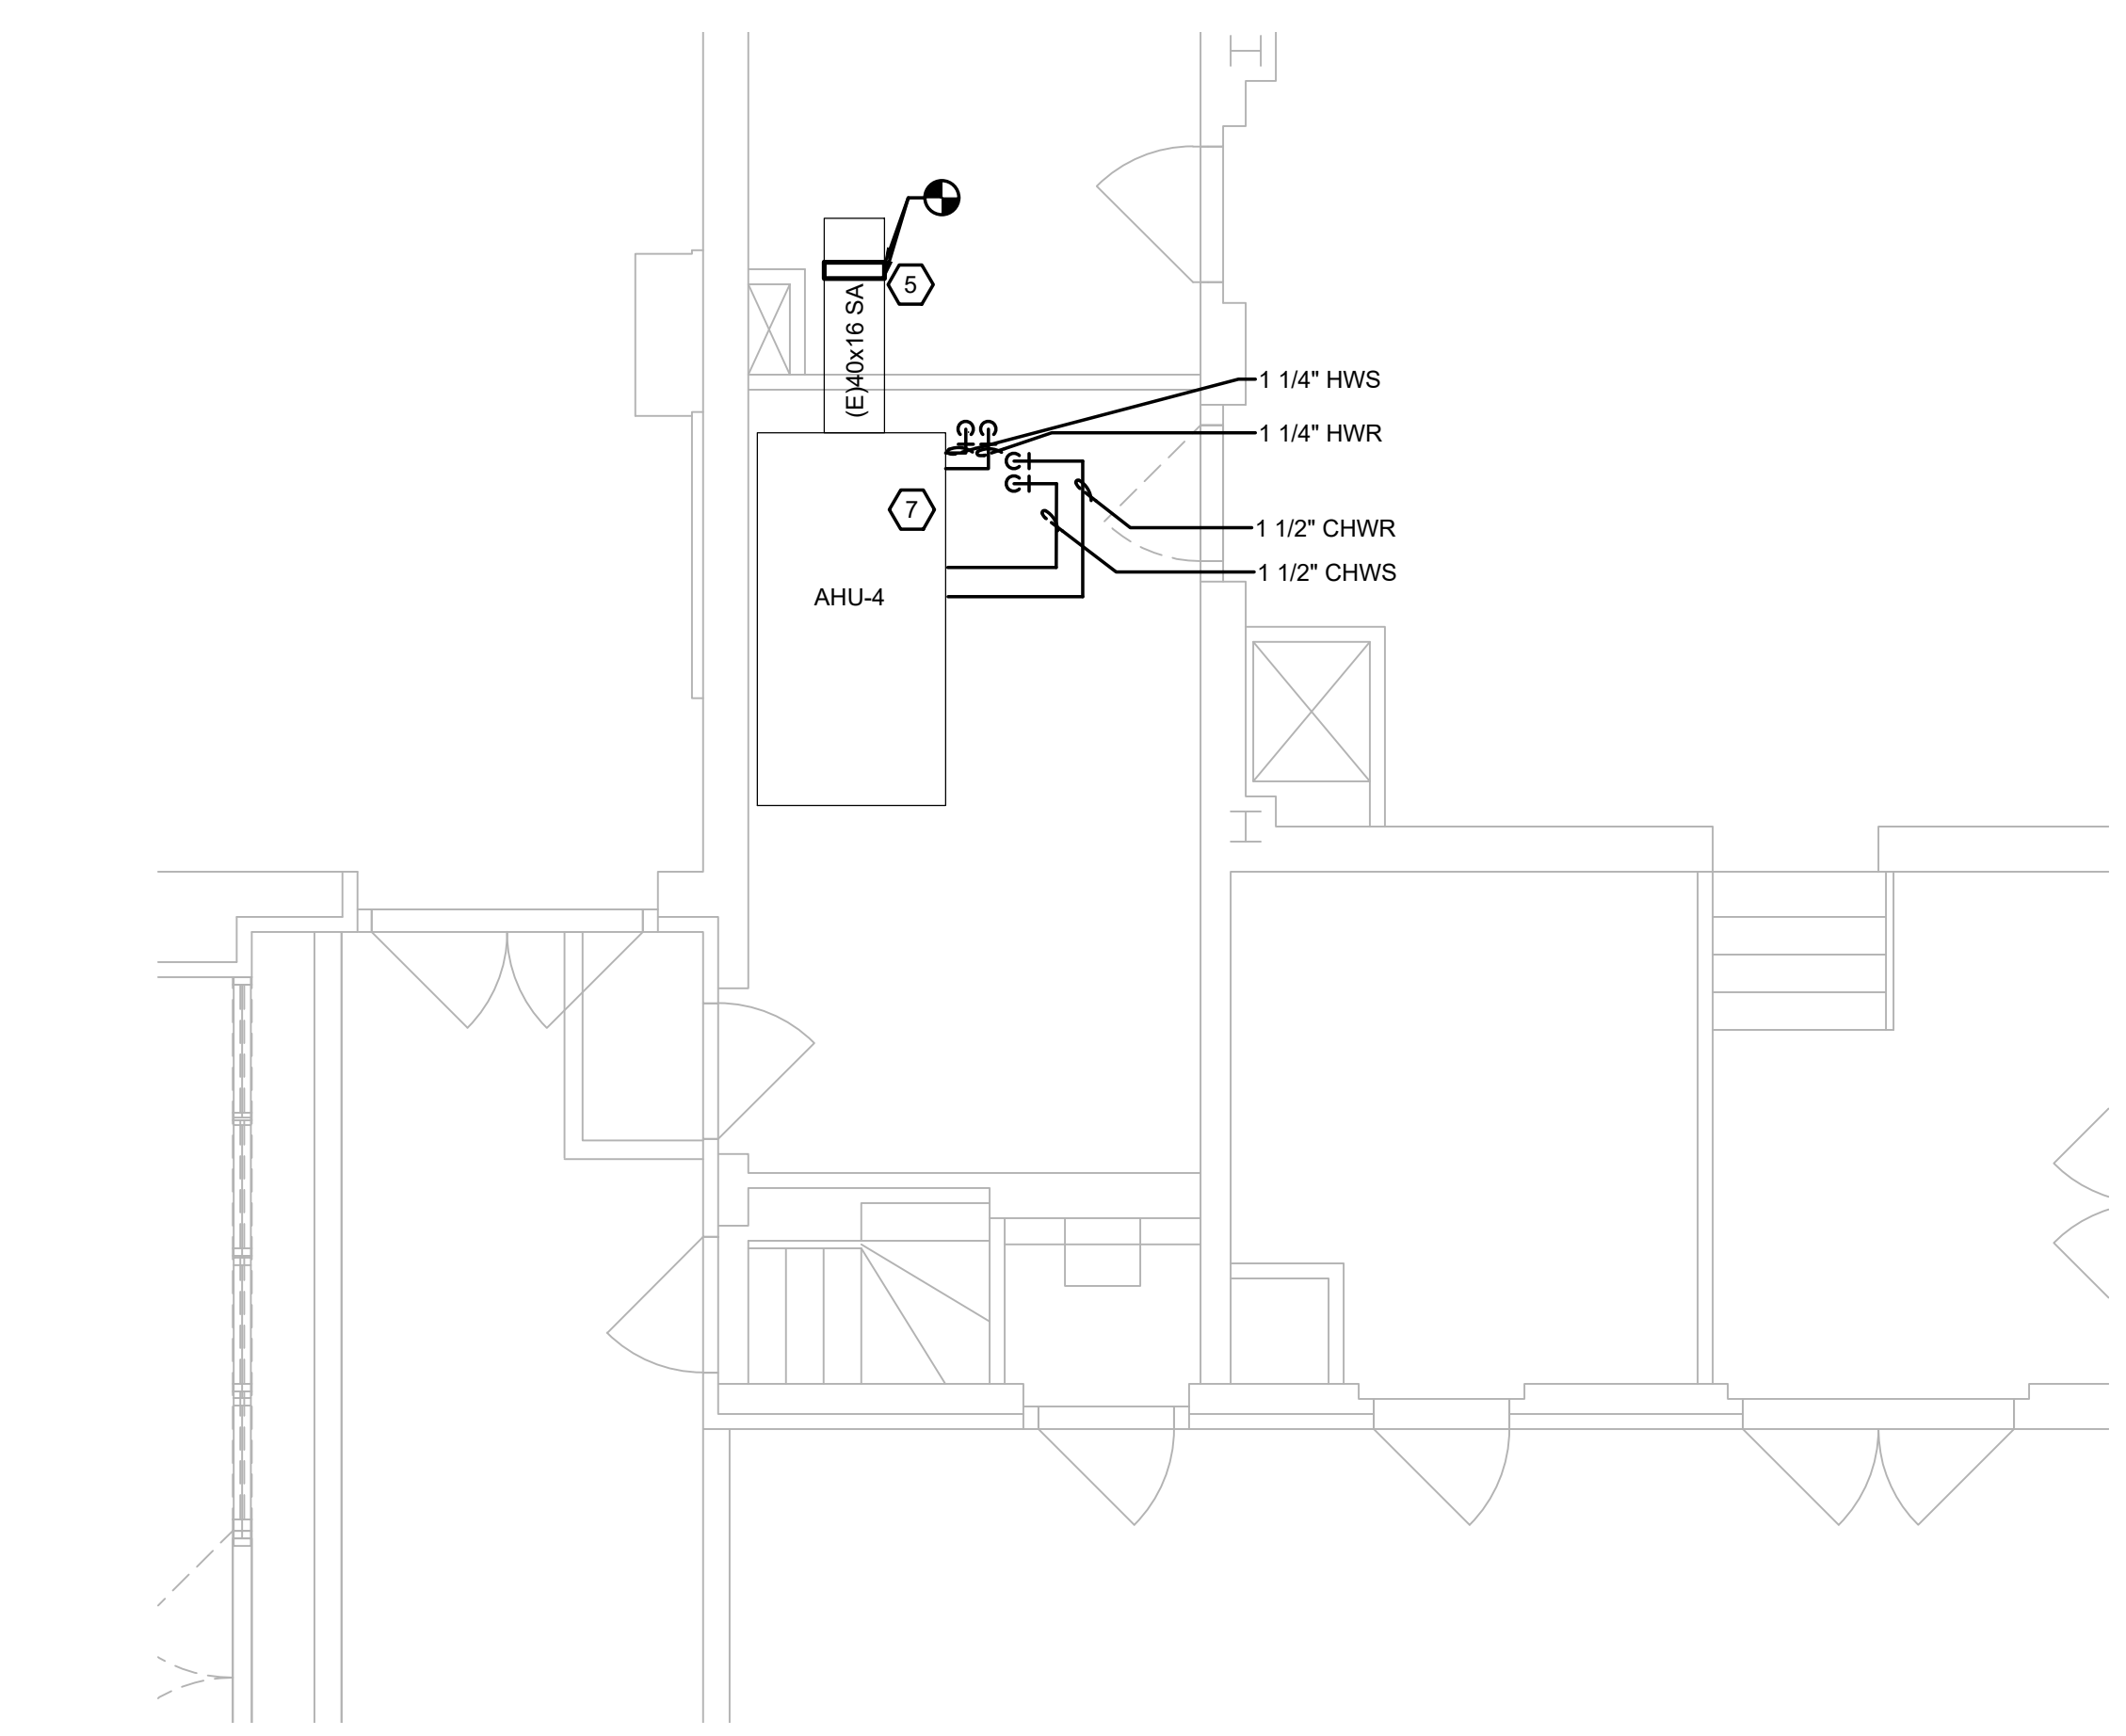 5
(E)40x16 SA
1 1/4" HWS
1 1/4" HWR
7
1 1/2" CHWR
1 1/2" CHWS
AHU-4